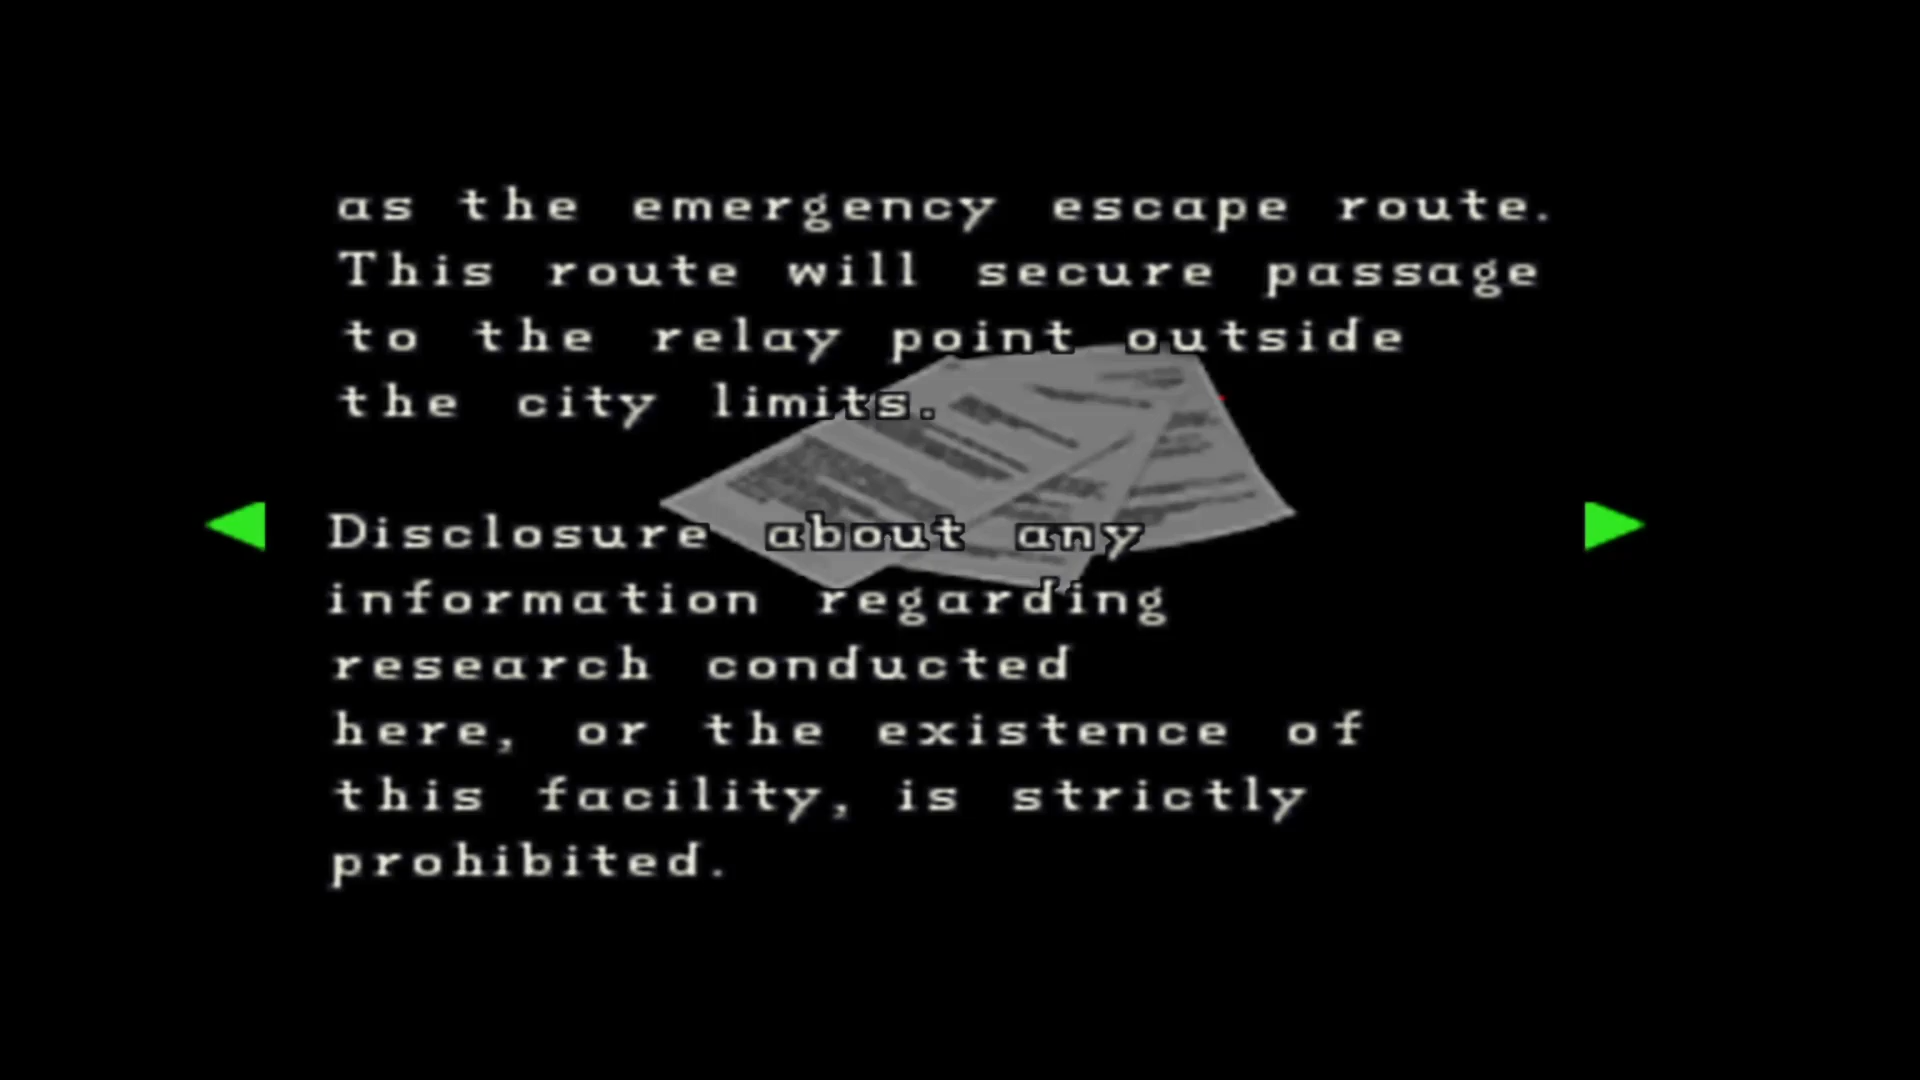 as the emergency escape route.
This route will secure passage
to the relay point outside
the city limits.
Disclosure about any
information regarding
research conducted
here, or the existence of
this facility, is strictly
prohibited.